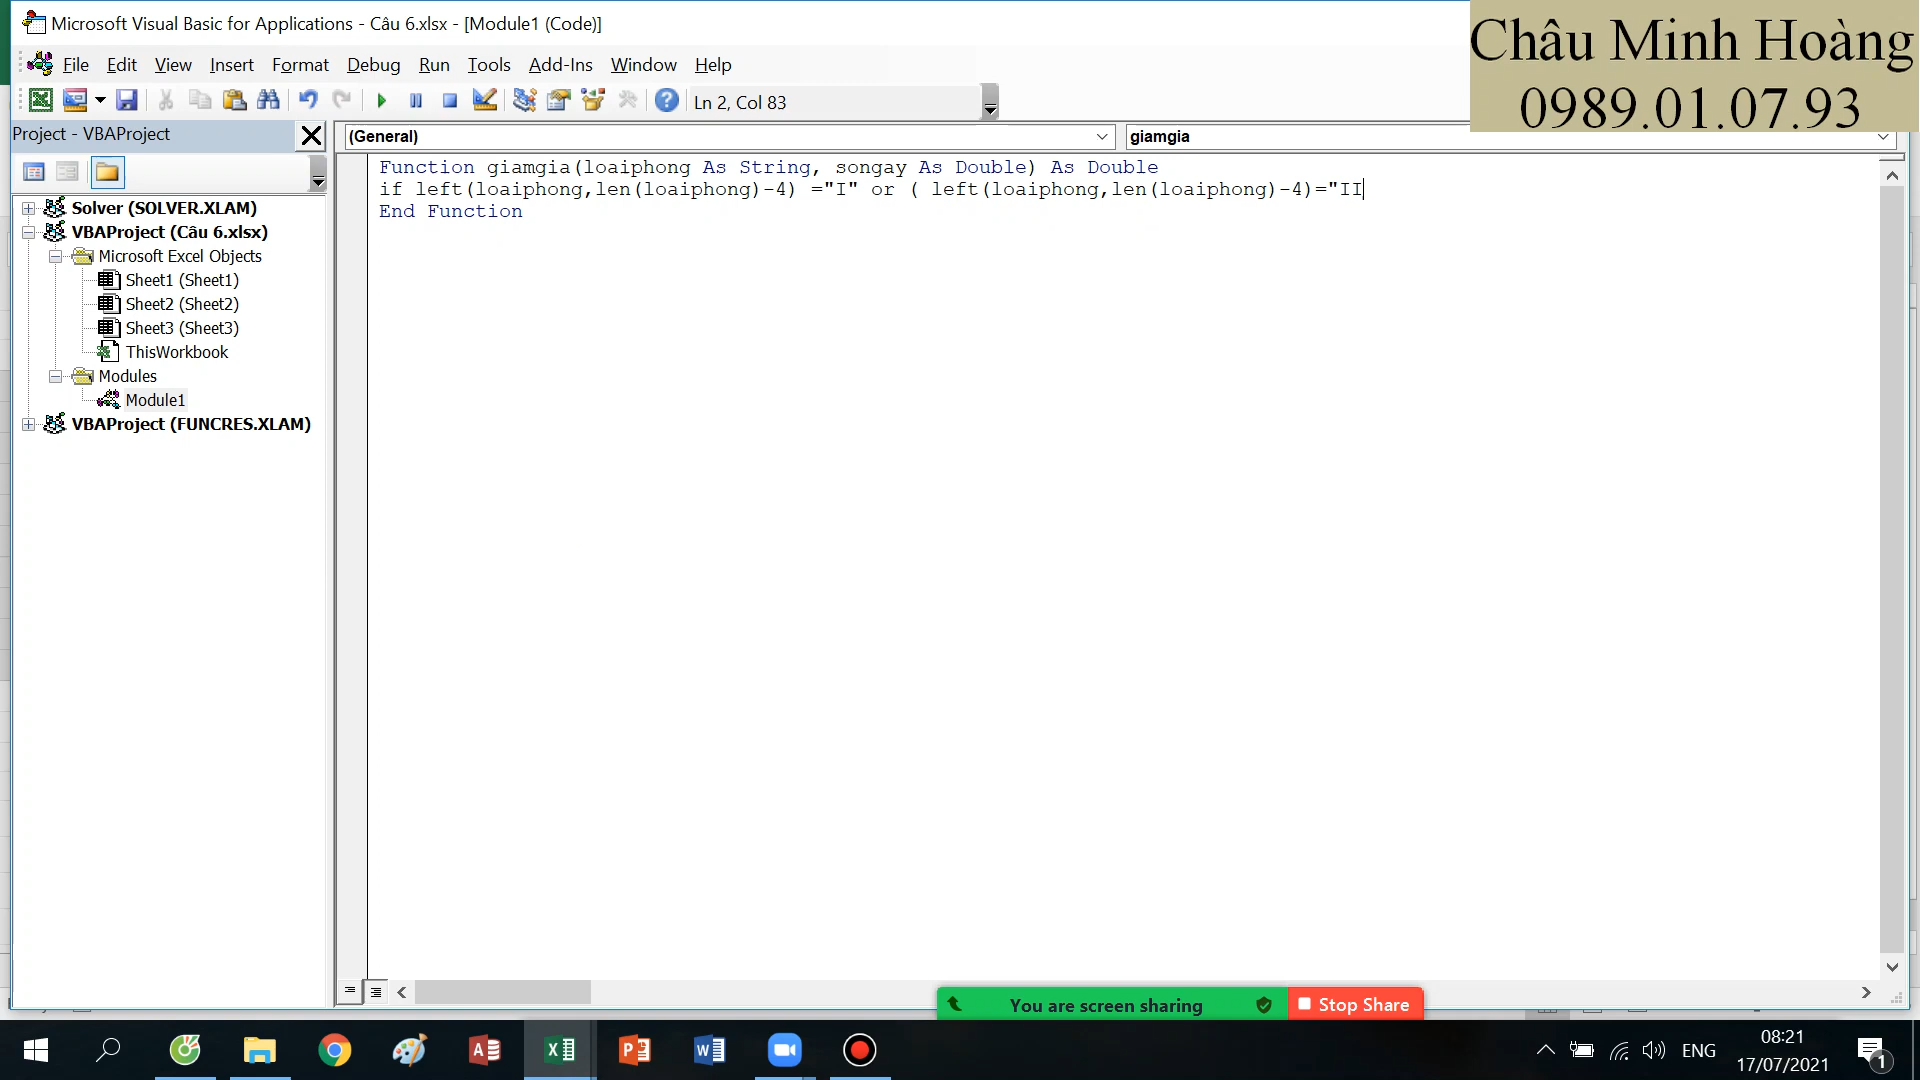 Microsoft Visual Basic for Applications - Câu 6.xlsx - [Module1 (Code)]
Châu Minh Hoàng
0989.01.07.93
File Edit View Insert Format Debug Run Tools Add-Ins Window Help
Ln 2, Col 83
Project - VBAProject
(General)
giamgia
Function giamgia(loaiphong As String, songay As Double) As Double
if left(loaiphong,len(loaiphong)-4) ="I" or ( left(loaiphong,len(loaiphong)-4)="II
End Function
Solver (SOLVER.XLAM)
VBAProject (Câu 6.xlsx)
Microsoft Excel Objects
Sheet1 (Sheet1)
Sheet2 (Sheet2)
Sheet3 (Sheet3)
ThisWorkbook
Modules
Module1
VBAProject (FUNCRES.XLAM)
You are screen sharing
Stop Share
ENG
08:21
17/07/2021
1